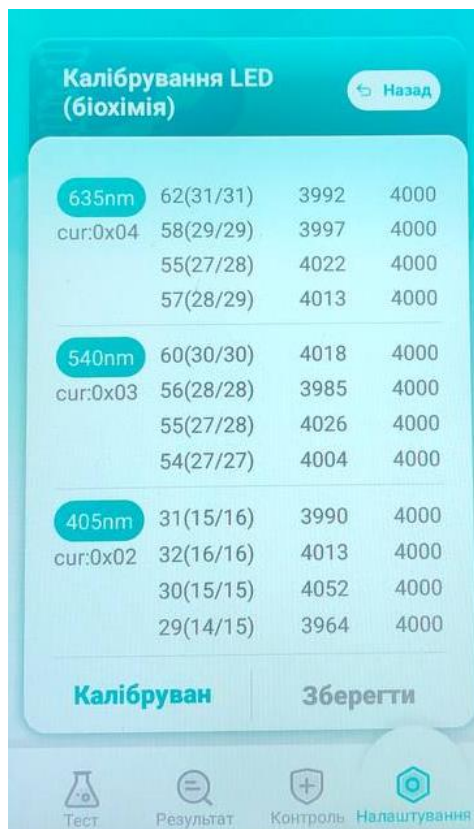 Калібрування LED
(біохімія)
Назад
635nm 62(31/31) 3992 4000
cur:0x04 58(29/29) 3997 4000
55(27/28) 4022 4000
57(28/29) 4013 4000
540nm 60(30/30) 4018 4000
cur:0x03 56(28/28) 3985 4000
55(27/28) 4026 4000
54(27/27) 4004 4000
405nm 31(15/16) 3990 4000
cur:0x02 32(16/16) 4013 4000
30(15/15) 4052 4000
29(14/15) 3964 4000
Калібруван Зберегти
Тест Результат Контроль Налаштування